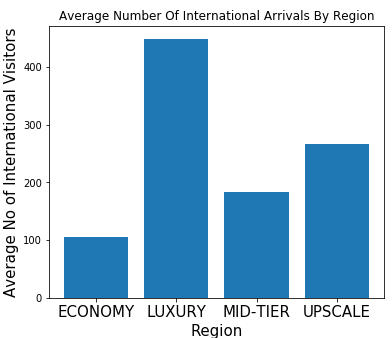 Average Number Of International Arrivals By Region
Average No of International Visitors
400
300
200
100
0
ECONOMY LUXURY MID-TIER UPSCALE
Region